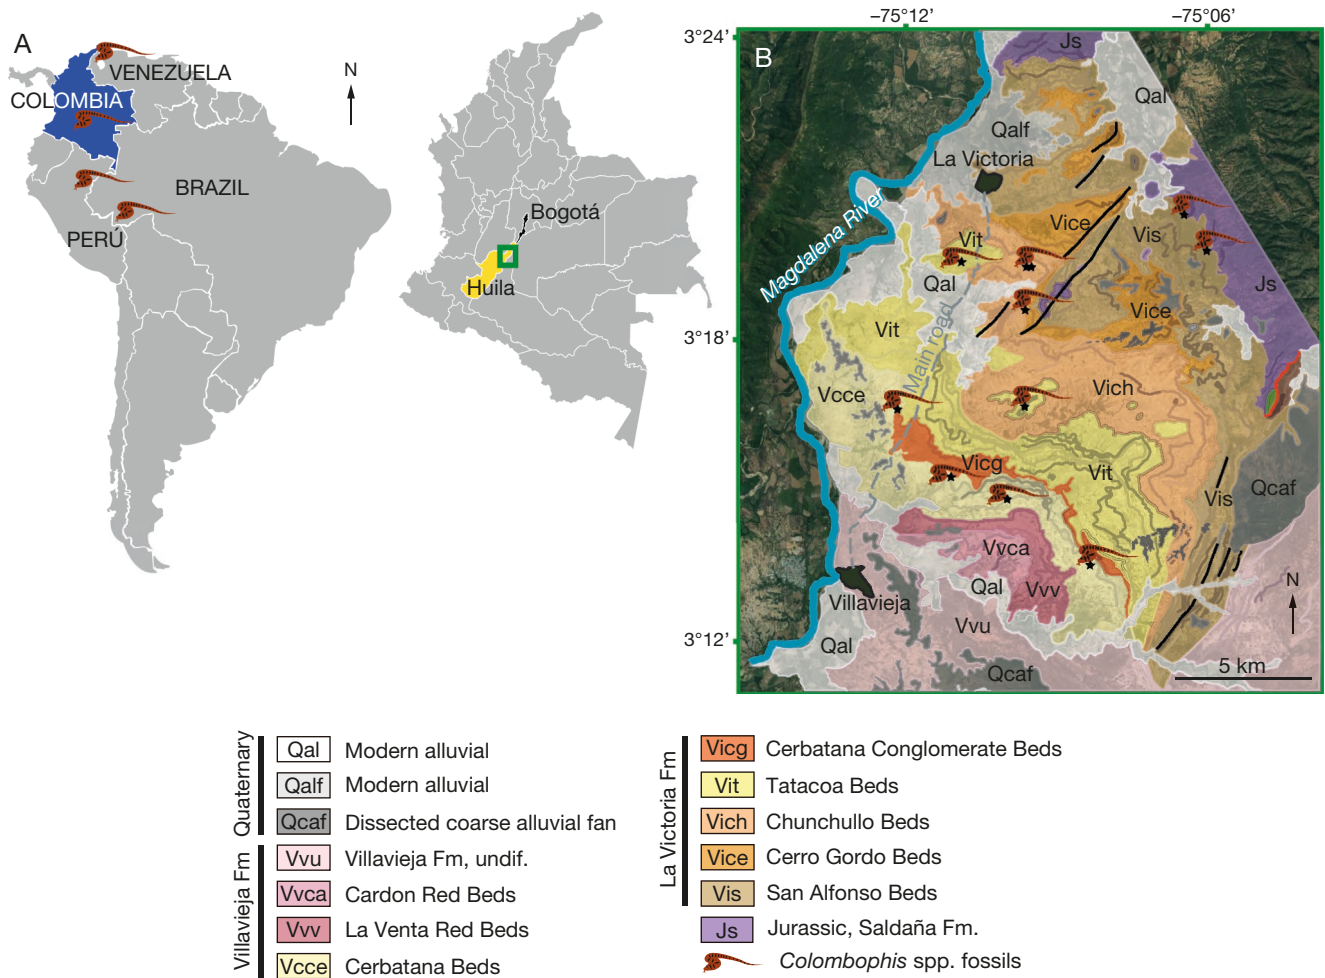 A
VENEZUELA
COLOMBIA
BRAZIL
PERÚ
N
Bogotá
Huila
−75°12’
−75°06’
3°24’
3°18’
3°12’
B
Js
Qal
Qalf
La Victoria
Magdalena River
Vice
Vit
Vis
Qal
Js
Vit
Vice
Main road
Vcce
Vich
Vicg
Vit
Vis
Qcaf
Vvca
Qal
Vvv
Villavieja
Vvu
Qal
Qcaf
N
5 km
Quaternary
Qal Modern alluvial
Qalf Modern alluvial
Qcaf Dissected coarse alluvial fan
Villavieja Fm
Vvu Villavieja Fm, undif.
Vvca Cardon Red Beds
Vvv La Venta Red Beds
Vcce Cerbatana Beds
La Victoria Fm
Vicg Cerbatana Conglomerate Beds
Vit Tatacoa Beds
Vich Chunchullo Beds
Vice Cerro Gordo Beds
Vis San Alfonso Beds
Js Jurassic, Saldaña Fm.
Colombophis spp. fossils